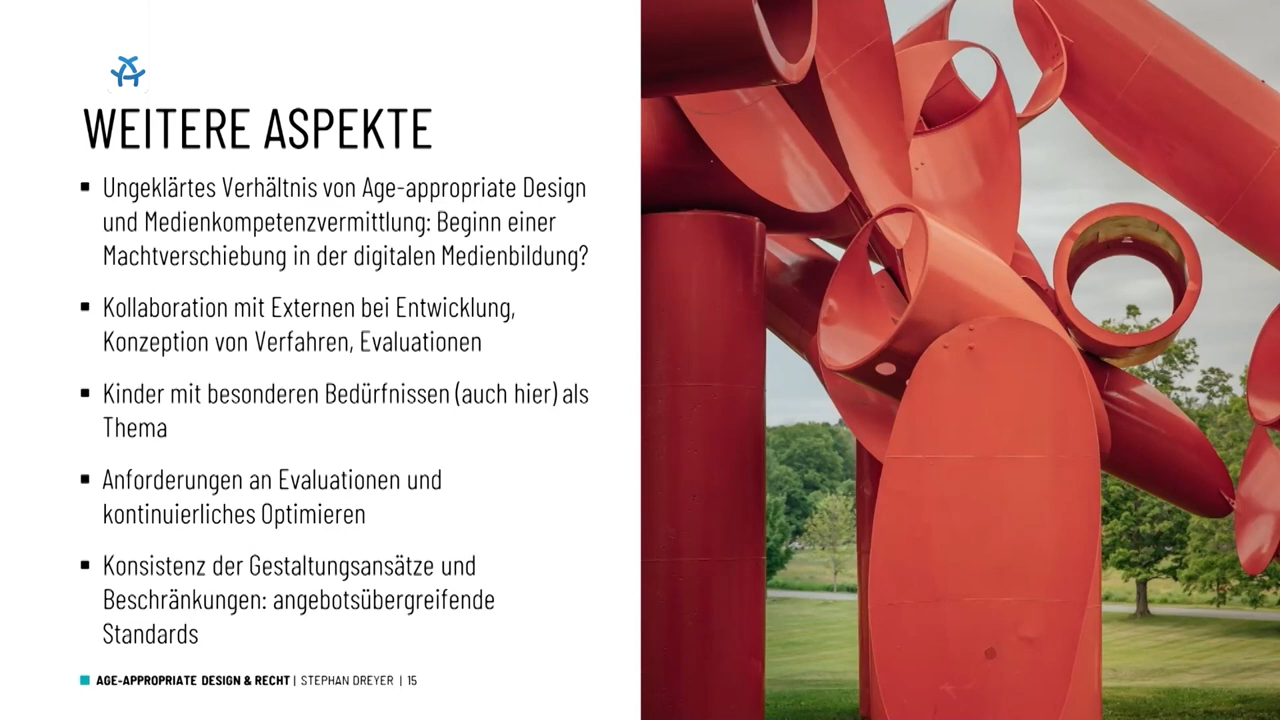 WEITERE ASPEKTE
▪ Ungeklärtes Verhältnis von Age-appropriate Design
und Medienkompetenzvermittlung: Beginn einer
Machtverschiebung in der digitalen Medienbildung?
▪ Kollaboration mit Externen bei Entwicklung,
Konzeption von Verfahren, Evaluationen
▪ Kinder mit besonderen Bedürfnissen (auch hier) als
Thema
▪ Anforderungen an Evaluationen und
kontinuierliches Optimieren
▪ Konsistenz der Gestaltungsansätze und
Beschränkungen: angebotsübergreifende
Standards
AGE-APPROPRIATE DESIGN & RECHT | STEPHAN DREYER | 15